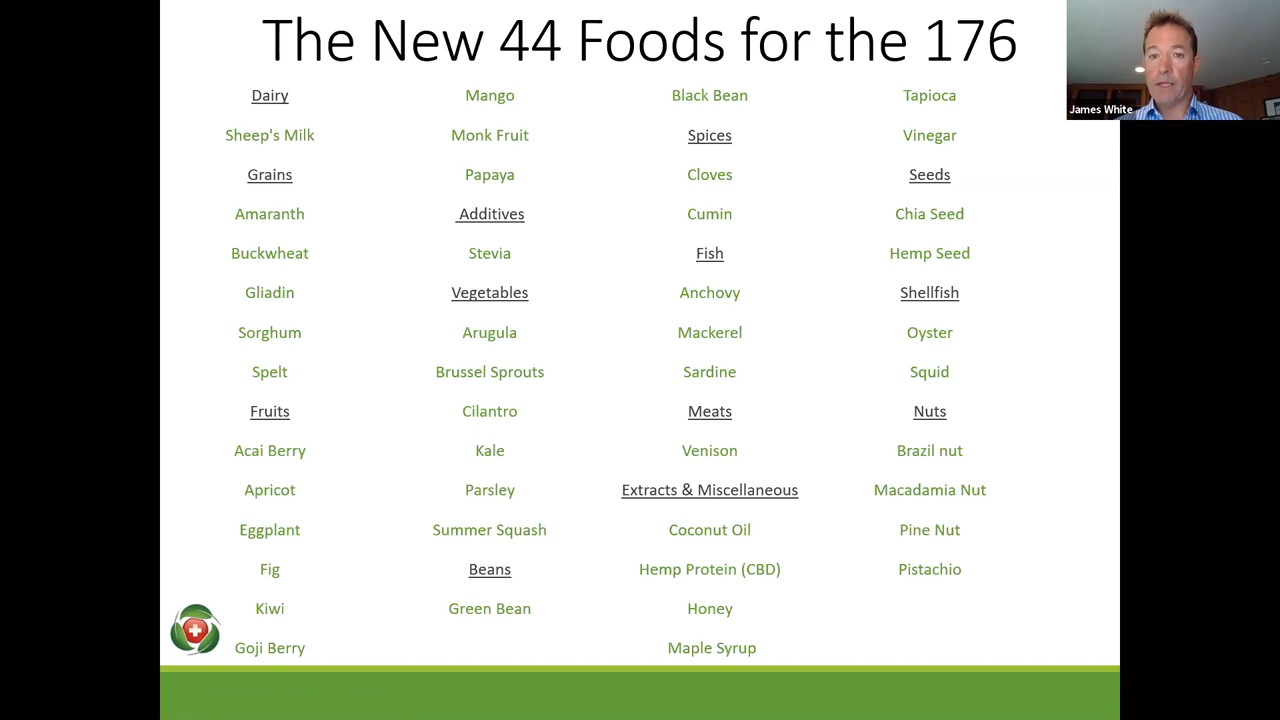 The New 44 Foods for the 176
James White
Dairy
Sheep's Milk
Grains
Amaranth
Buckwheat
Gliadin
Sorghum
Spelt
Fruits
Acai Berry
Apricot
Eggplant
Fig
Kiwi
Goji Berry
Mango
Monk Fruit
Papaya
Additives
Stevia
Vegetables
Arugula
Brussel Sprouts
Cilantro
Kale
Parsley
Summer Squash
Beans
Green Bean
Black Bean
Spices
Cloves
Cumin
Fish
Anchovy
Mackerel
Sardine
Meats
Venison
Extracts & Miscellaneous
Coconut Oil
Hemp Protein (CBD)
Honey
Maple Syrup
Tapioca
Vinegar
Seeds
Chia Seed
Hemp Seed
Shellfish
Oyster
Squid
Nuts
Brazil nut
Macadamia Nut
Pine Nut
Pistachio